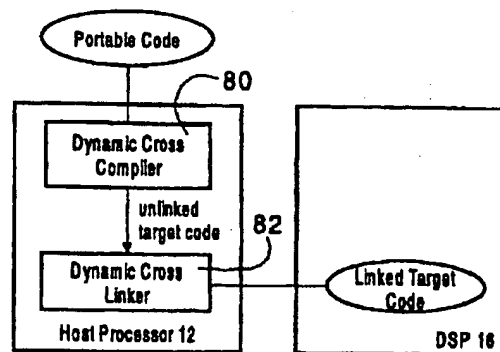 Portable Code
80
Dynamic Cross
Compiler
unlinked
target code
82
Dynamic Cross
Linker
Linked Target
Code
Host Processor 12
DSP 16